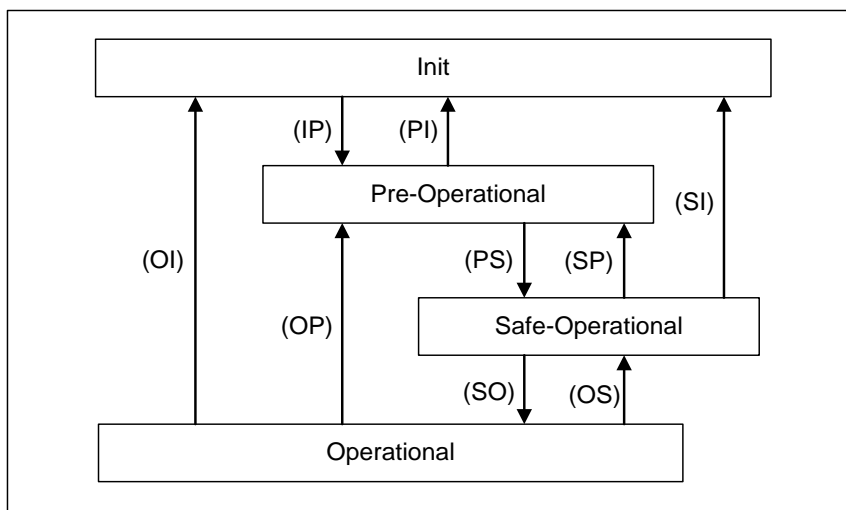 Init
(IP)
(PI)
Pre-Operational
(SI)
(OI)
(PS)
(SP)
(OP)
Safe-Operational
(SO)
(OS)
Operational